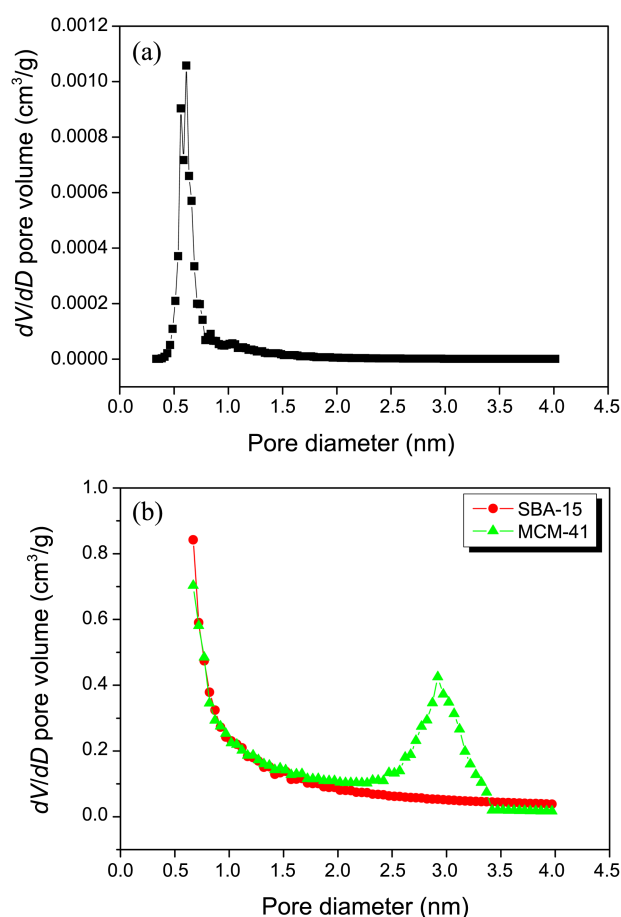 (a)
dV/dD pore volume (cm³/g)
0.0012
0.0010
0.0008
0.0006
0.0004
0.0002
0.0000
0.0 0.5 1.0 1.5 2.0 2.5 3.0 3.5 4.0 4.5
Pore diameter (nm)
(b)
SBA-15
MCM-41
dV/dD pore volume (cm³/g)
1.0
0.8
0.6
0.4
0.2
0.0
0.0 0.5 1.0 1.5 2.0 2.5 3.0 3.5 4.0 4.5
Pore diameter (nm)